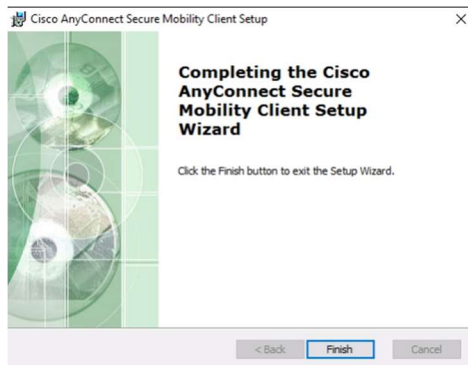 Cisco AnyConnect Secure Mobility Client Setup
Completing the Cisco
AnyConnect Secure
Mobility Client Setup
Wizard
Click the Finish button to exit the Setup Wizard.
< Back Finish Cancel